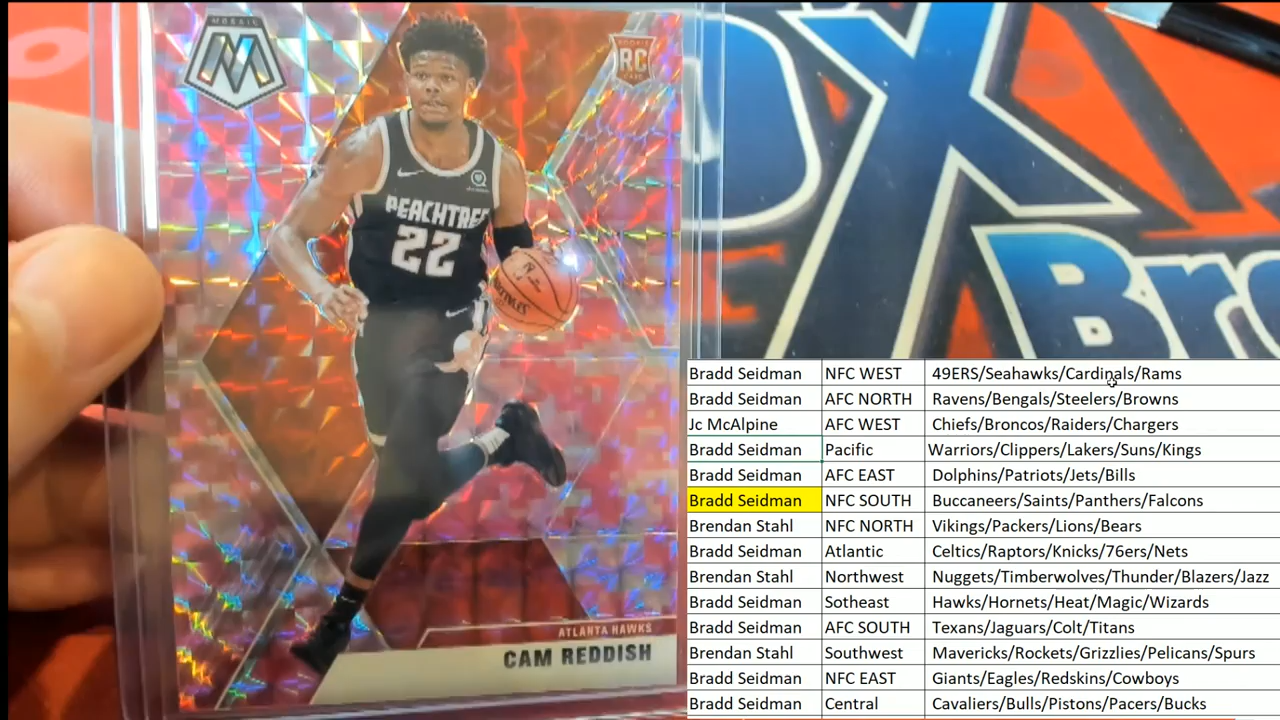 MOSAIC
M
ROOKIE
RC
CARD
PEACHTREE
22
ATLANTA HAWKS
CAM REDDISH
OX
Bro
Bradd Seidman NFC WEST 49ERS/Seahawks/Cardinals/Rams
Bradd Seidman AFC NORTH Ravens/Bengals/Steelers/Browns
Jc McAlpine AFC WEST Chiefs/Broncos/Raiders/Chargers
Bradd Seidman Pacific Warriors/Clippers/Lakers/Suns/Kings
Bradd Seidman AFC EAST Dolphins/Patriots/Jets/Bills
Bradd Seidman NFC SOUTH Buccaneers/Saints/Panthers/Falcons
Brendan Stahl NFC NORTH Vikings/Packers/Lions/Bears
Bradd Seidman Atlantic Celtics/Raptors/Knicks/76ers/Nets
Brendan Stahl Northwest Nuggets/Timberwolves/Thunder/Blazers/Jazz
Bradd Seidman Sotheast Hawks/Hornets/Heat/Magic/Wizards
Bradd Seidman AFC SOUTH Texans/Jaguars/Colt/Titans
Brendan Stahl Southwest Mavericks/Rockets/Grizzlies/Pelicans/Spurs
Bradd Seidman NFC EAST Giants/Eagles/Redskins/Cowboys
Bradd Seidman Central Cavaliers/Bulls/Pistons/Pacers/Bucks